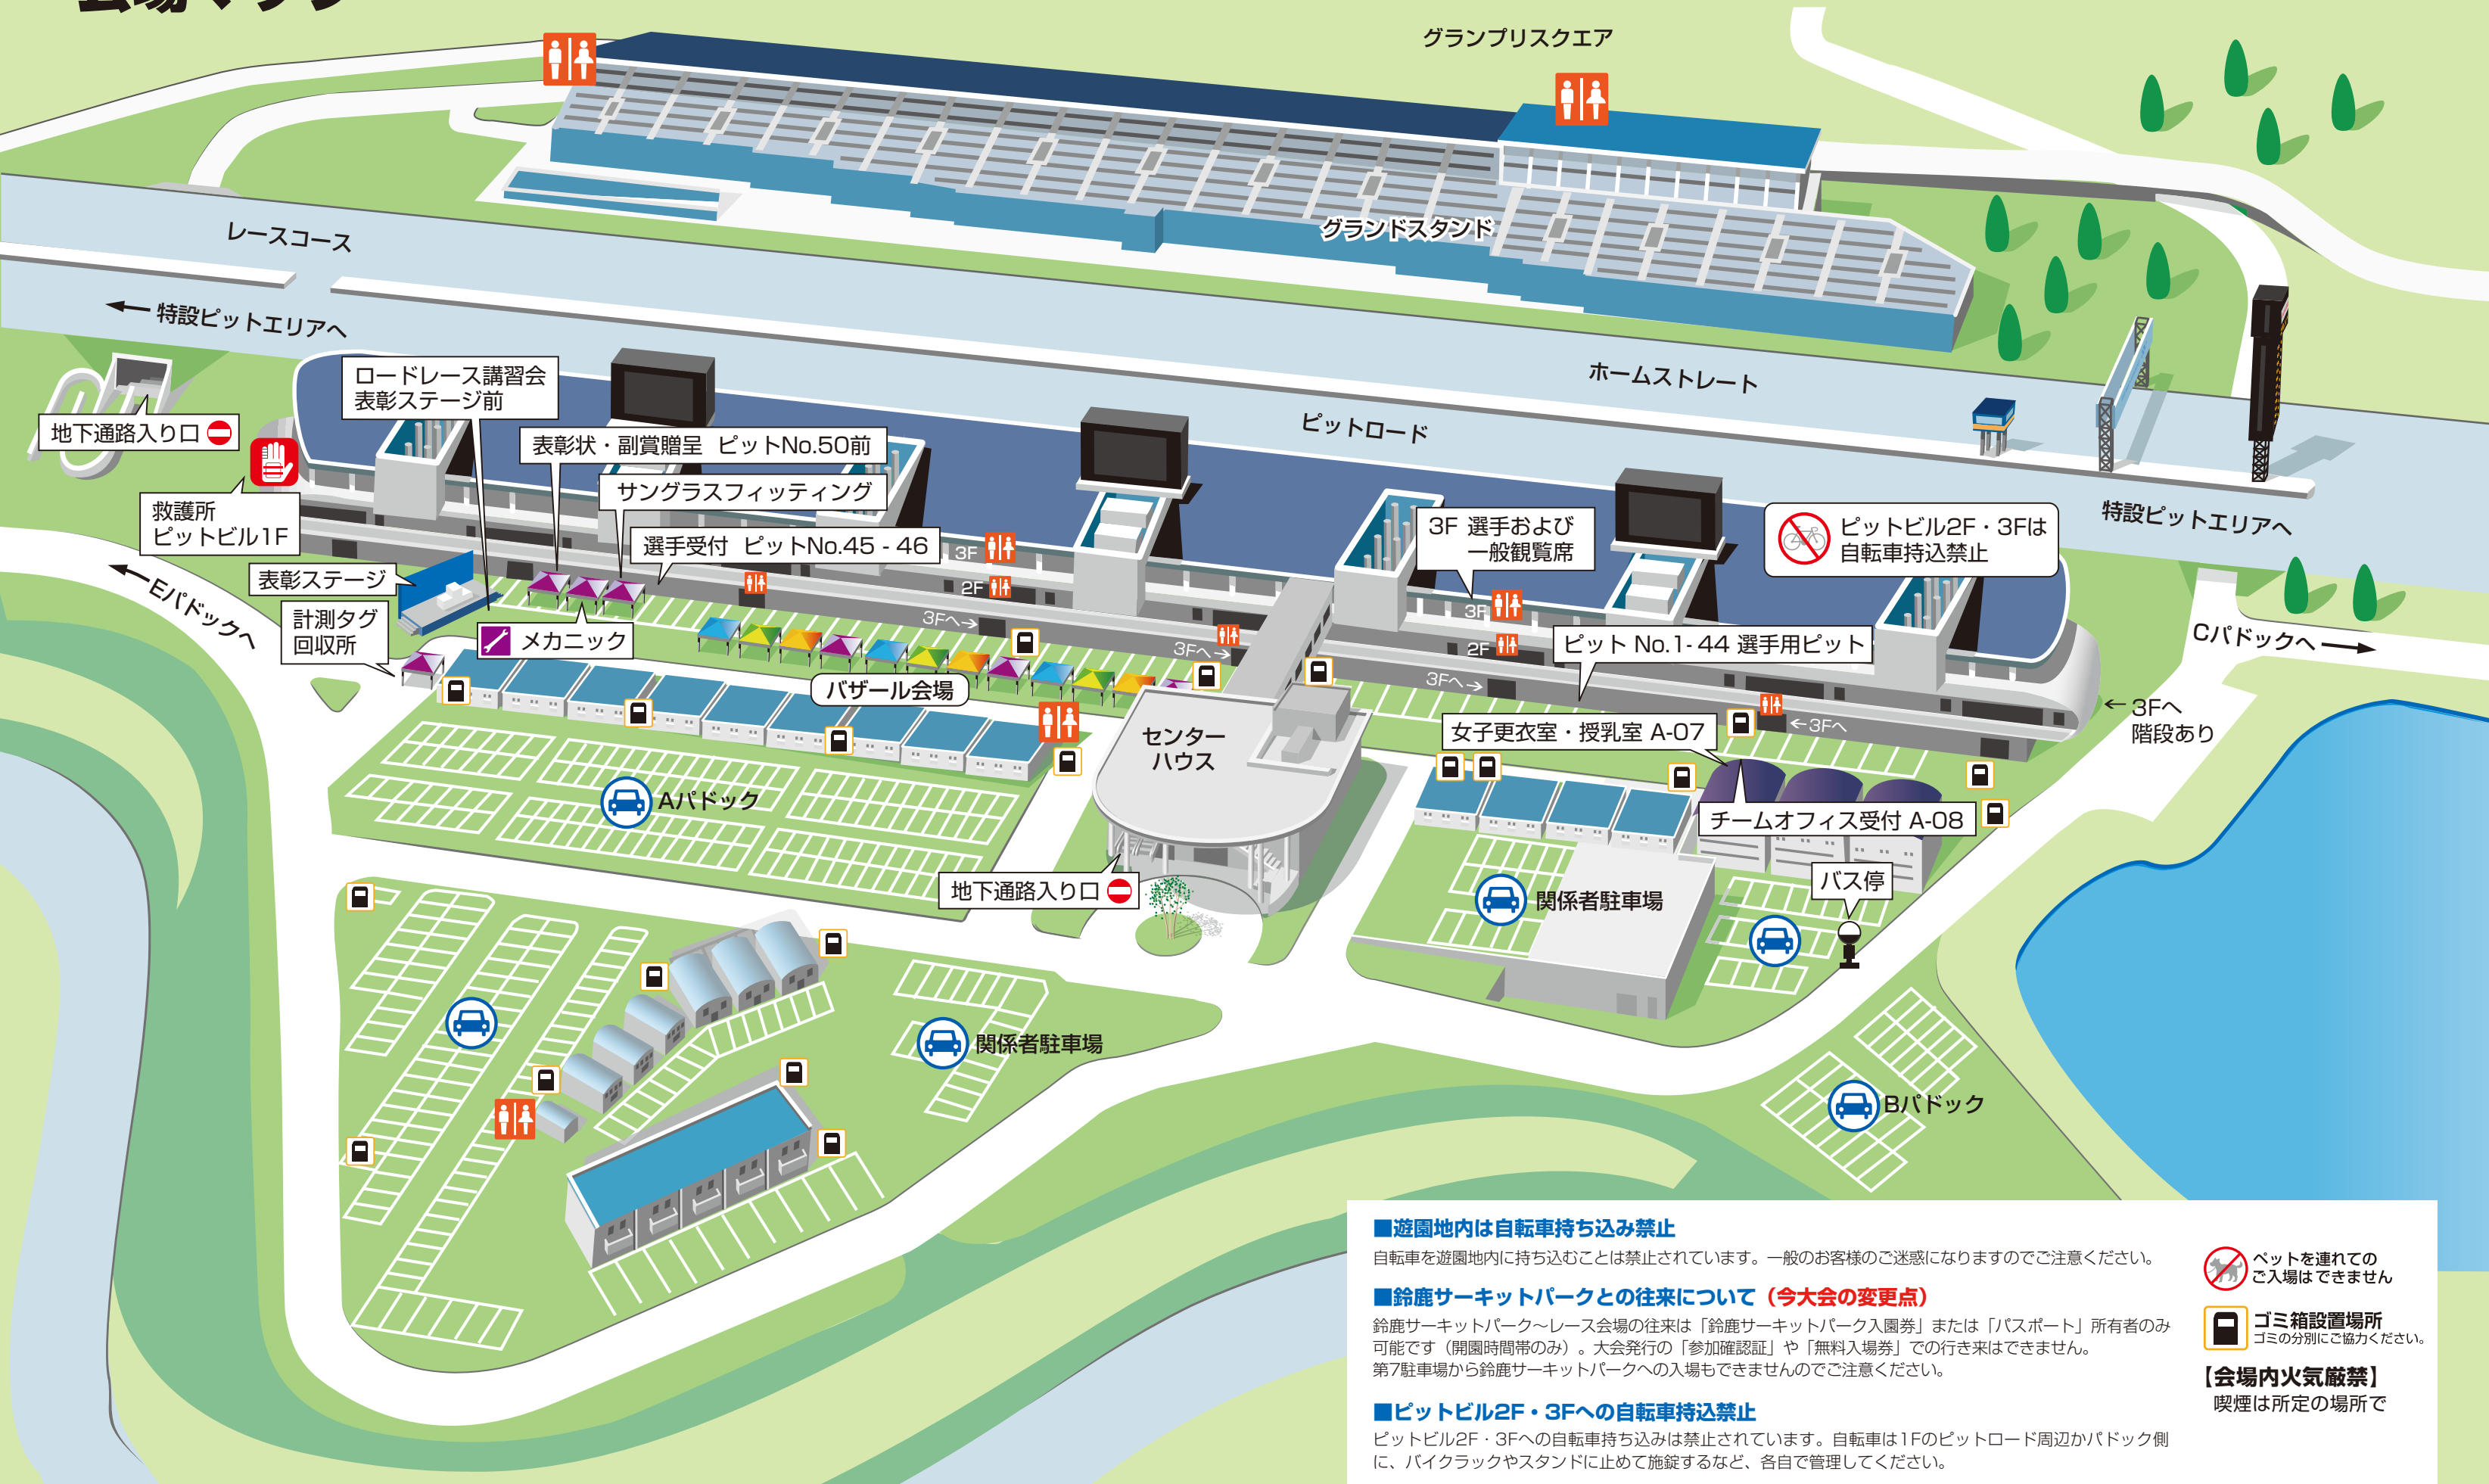 グランプリスクエア
グランドスタンド
レースコース
特設ピットエリアへ
ホームストレート
ピットロード
特設ピットエリアへ
地下通路入り口
ロードレース講習会
表彰ステージ前
表彰状・副賞贈呈 ピットNo.50前
サングラスフィッティング
選手受付 ピットNo.45 - 46
救護所
ピットビル1F
表彰ステージ
計測タグ
回収所
Eパドックへ
メカニック
3F
2F
3Fへ→
3Fへ→
3F 選手および
一般観覧席
ピットビル2F・3Fは
自転車持込禁止
3F
2F
3Fへ→
ピット No.1- 44 選手用ピット
Cパドックへ
←3Fへ
←3Fへ
階段あり
バザール会場
センター
ハウス
女子更衣室・授乳室 A-07
チームオフィス受付 A-08
Aパドック
地下通路入り口
関係者駐車場
バス停
関係者駐車場
Bパドック
■遊園地内は自転車持ち込み禁止
自転車を遊園地内に持ち込むことは禁止されています。一般のお客様のご迷惑になりますのでご注意ください。
■鈴鹿サーキットパークとの往来について（今大会の変更点）
鈴鹿サーキットパーク〜レース会場の往来は「鈴鹿サーキットパーク入園券」または「パスポート」所有者のみ
可能です（開園時間帯のみ）。大会発行の「参加確認証」や「無料入場券」での行き来はできません。
第7駐車場から鈴鹿サーキットパークへの入場もできませんのでご注意ください。
■ピットビル2F・3Fへの自転車持込禁止
ピットビル2F・3Fへの自転車持ち込みは禁止されています。自転車は1Fのピットロード周辺かパドック側
に、バイクラックやスタンドに止めて施錠するなど、各自で管理してください。
ペットを連れての
ご入場はできません
ゴミ箱設置場所
ゴミの分別にご協力ください。
【会場内火気厳禁】
喫煙は所定の場所で